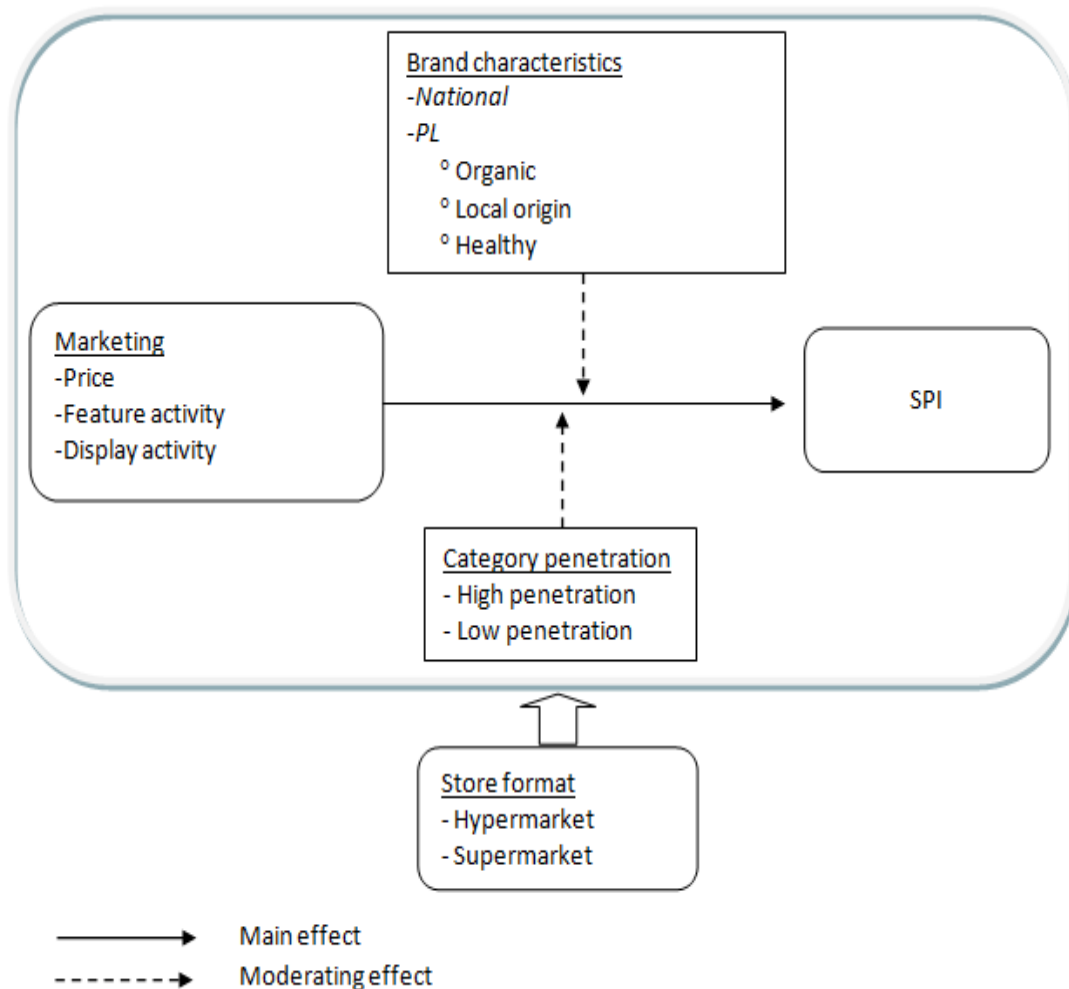 Brand characteristics
-National
-PL
° Organic
° Local origin
° Healthy
Marketing
-Price
-Feature activity
-Display activity
SPI
Category penetration
- High penetration
- Low penetration
Store format
- Hypermarket
- Supermarket
Main effect
Moderating effect